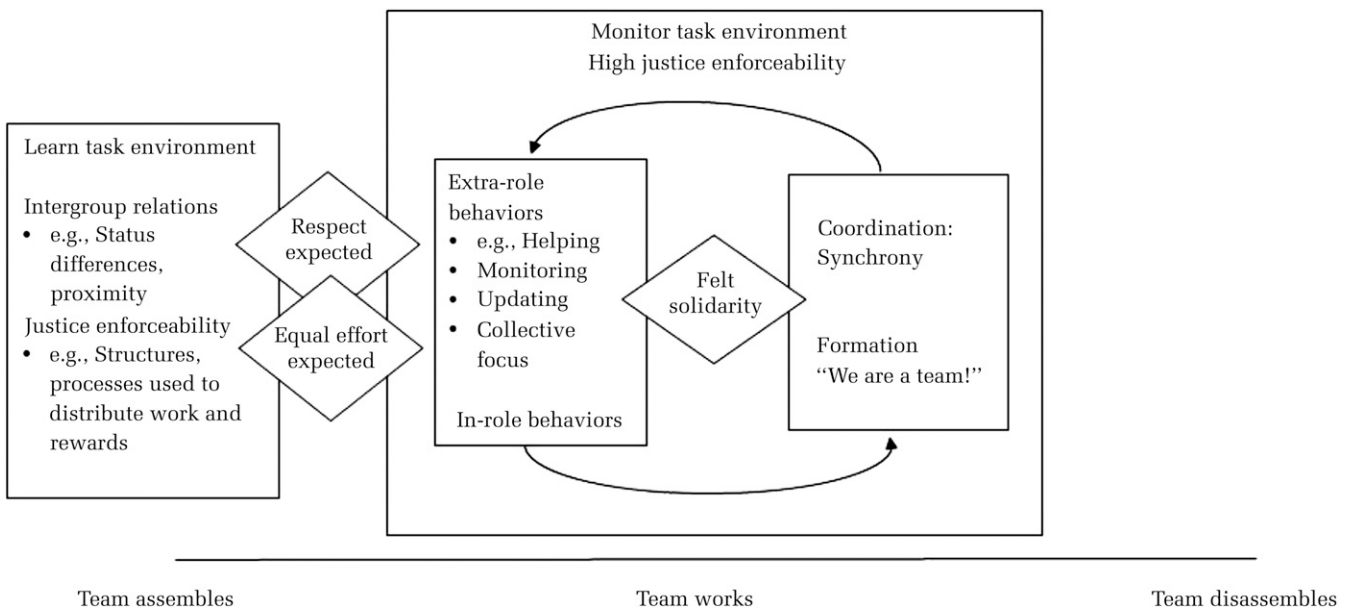 Monitor task environment
High justice enforceability
Learn task environment
Intergroup relations
• e.g., Status
differences,
proximity
Justice enforceability
• e.g., Structures,
processes used to
distribute work and
rewards
Respect
expected
Equal effort
expected
Extra-role
behaviors
• e.g., Helping
• Monitoring
• Updating
• Collective
focus
In-role behaviors
Felt
solidarity
Coordination:
Synchrony
Formation
“We are a team!”
Team assembles
Team works
Team disassembles